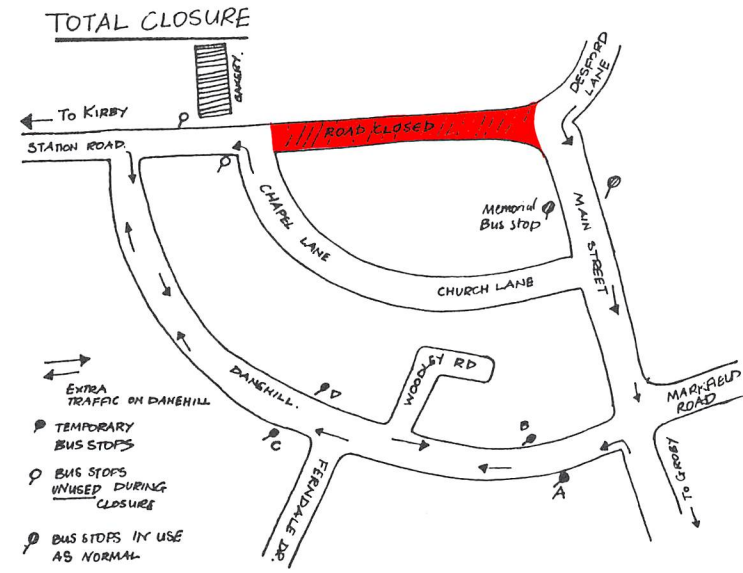 TOTAL CLOSURE
BAKERY.
DESFORD
LANE
TO KIRBY
STATION ROAD.
ROAD CLOSED
Memorial
Bus stop
MAIN STREET
CHAPEL LANE
CHURCH LANE
WOODLEY RD
DANEHILL.
MARKFIELD
ROAD
EXTRA
TRAFFIC ON DANEHILL
D
B
C
A
TEMPORARY
BUS STOPS
BUS STOPS
UNUSED DURING
CLOSURE
BUS STOPS IN USE
AS NORMAL
FERNDALE DR.
TO GROBY